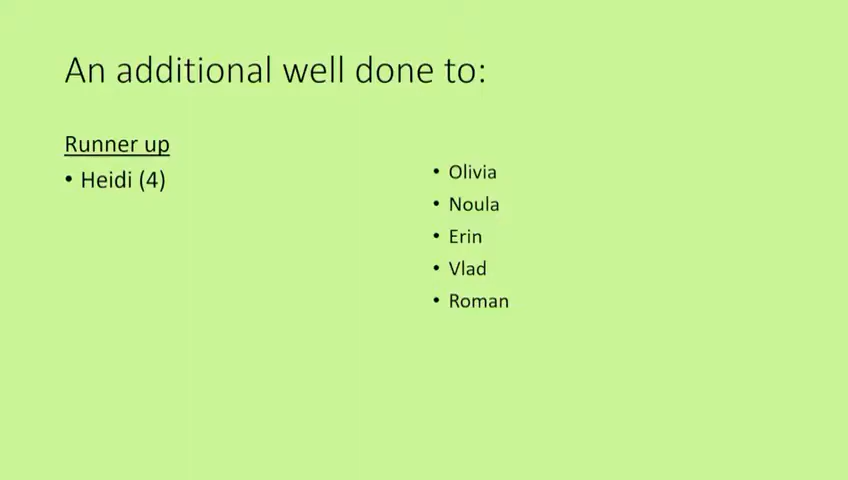 An additional well done to:
Runner up
• Heidi (4)
• Olivia
• Noula
• Erin
• Vlad
• Roman